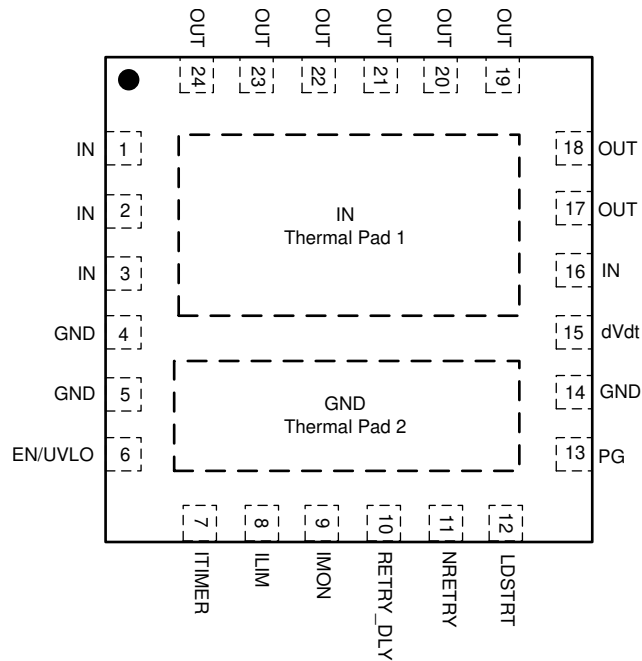 OUT OUT OUT OUT OUT OUT
24 23 22 21 20 19
IN 1
18 OUT
IN 2
17 OUT
IN 3
16 IN
GND 4
15 dVdt
GND 5
14 GND
EN/UVLO 6
13 PG
IN
Thermal Pad 1
GND
Thermal Pad 2
7 8 9 10 11 12
ITIMER
ILIM
IMON
RETRY_DLY
NRETRY
LDSTRT